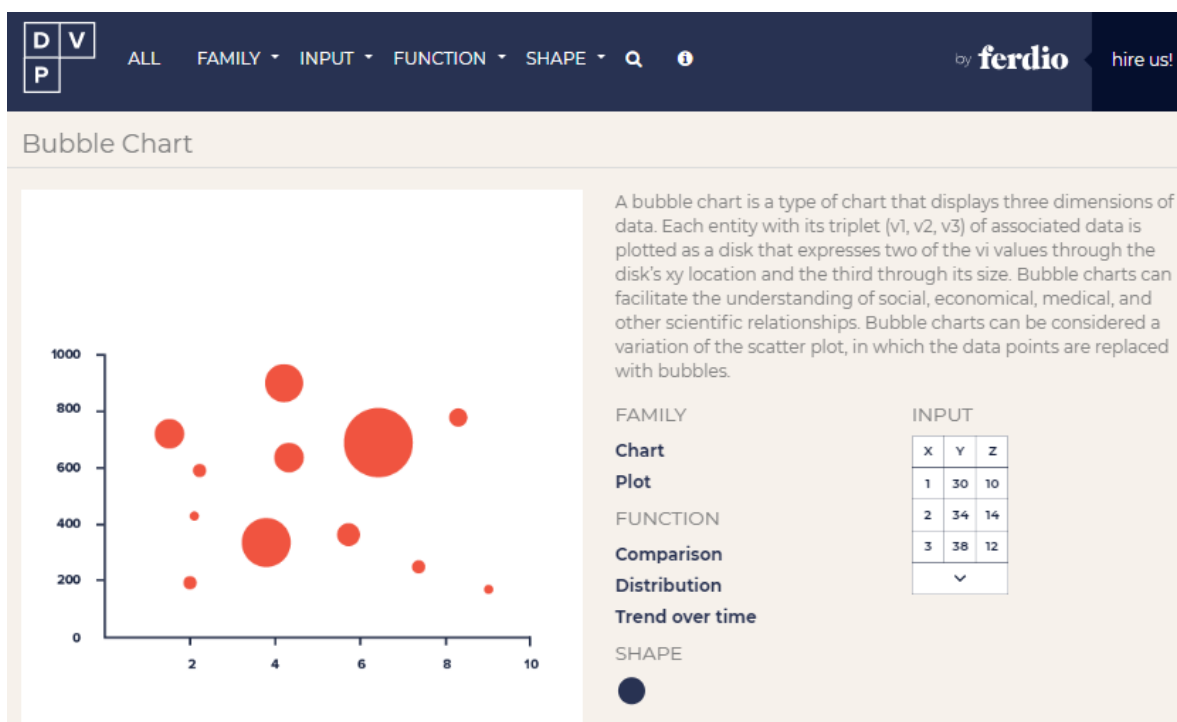 D V
P
ALL FAMILY INPUT FUNCTION SHAPE
by ferdio
hire us!
Bubble Chart
A bubble chart is a type of chart that displays three dimensions of
data. Each entity with its triplet (v1, v2, v3) of associated data is
plotted as a disk that expresses two of the vi values through the
disk's xy location and the third through its size. Bubble charts can
facilitate the understanding of social, economical, medical, and
other scientific relationships. Bubble charts can be considered a
variation of the scatter plot, in which the data points are replaced
with bubbles.
1000
800
600
400
200
0
2 4 6 8 10
FAMILY
Chart
Plot
FUNCTION
Comparison
Distribution
Trend over time
SHAPE
INPUT
X Y Z
1 30 10
2 34 14
3 38 12